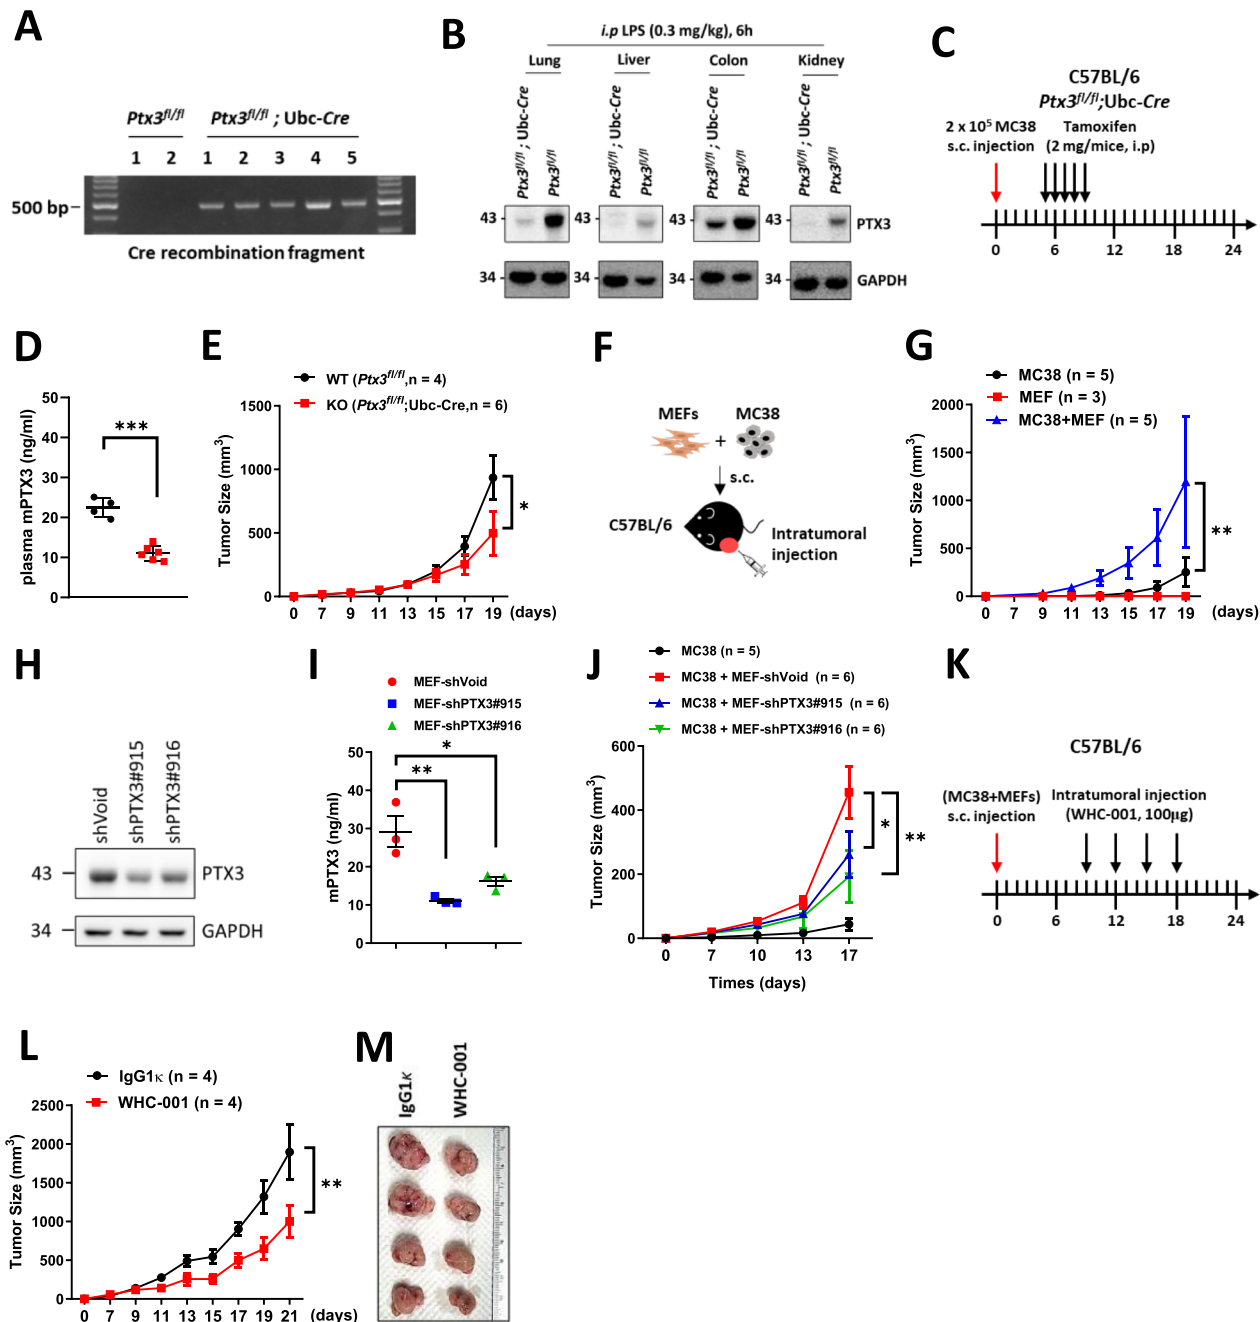 A
Ptx3fl/fl
Ptx3fl/fl ; Ubc-Cre
1 2 1 2 3 4 5
500 bp
Cre recombination fragment
B
i.p LPS (0.3 mg/kg), 6h
Lung Liver Colon Kidney
Ptx3fl/fl ; Ubc-Cre
Ptx3fl/fl
Ptx3fl/fl ; Ubc-Cre
Ptx3fl/fl
Ptx3fl/fl ; Ubc-Cre
Ptx3fl/fl
Ptx3fl/fl ; Ubc-Cre
Ptx3fl/fl
43 43 43 43 PTX3
34 34 34 34 GAPDH
C
C57BL/6
Ptx3fl/fl;Ubc-Cre
2 x 10⁵ MC38
s.c. injection
Tamoxifen
(2 mg/mice, i.p)
0 6 12 18 24
D
plasma mPTX3 (ng/ml)
50
40
30
20
10
0
***
E
WT (Ptx3fl/fl,n = 4)
KO (Ptx3fl/fl;Ubc-Cre,n = 6)
Tumor Size (mm³)
1500
1000
500
0
*
0 7 9 11 13 15 17 19 (days)
F
MEFs + MC38
s.c.
C57BL/6
Intratumoral
injection
G
MC38 (n = 5)
MEF (n = 3)
MC38+MEF (n = 5)
Tumor Size (mm³)
2000
1500
1000
500
0
**
0 7 9 11 13 15 17 19 (days)
H
shVoid
shPTX3#915
shPTX3#916
43 PTX3
34 GAPDH
I
MEF-shVoid
MEF-shPTX3#915
MEF-shPTX3#916
mPTX3 (ng/ml)
50
40
30
20
10
0
*
**
J
MC38 (n = 5)
MC38 + MEF-shVoid (n = 6)
MC38 + MEF-shPTX3#915 (n = 6)
MC38 + MEF-shPTX3#916 (n = 6)
Tumor Size (mm³)
600
400
200
0
*
**
0 7 10 13 17
Times (days)
K
C57BL/6
(MC38+MEFs)
s.c. injection
Intratumoral injection
(WHC-001, 100µg)
0 6 12 18 24
L
IgG1κ (n = 4)
WHC-001 (n = 4)
Tumor Size (mm³)
2500
2000
1500
1000
500
0
**
0 7 9 11 13 15 17 19 21 (days)
M
IgG1κ
WHC-001